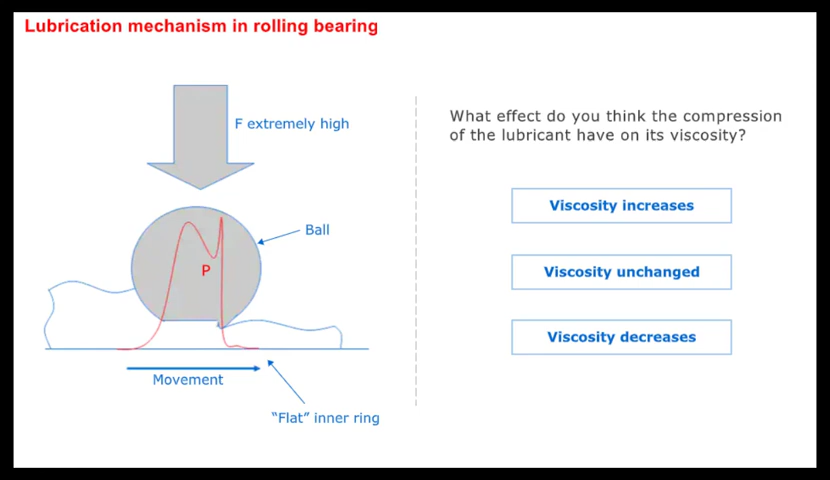 Lubrication mechanism in rolling bearing
F extremely high
Ball
P
Movement
“Flat” inner ring
What effect do you think the compression
of the lubricant have on its viscosity?
Viscosity increases
Viscosity unchanged
Viscosity decreases